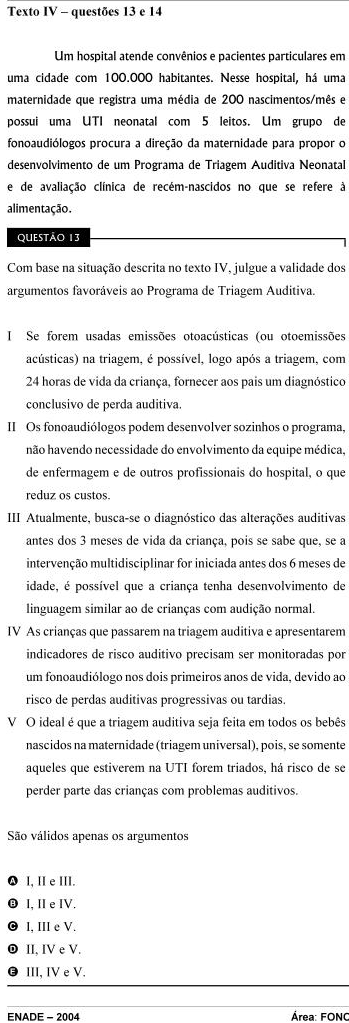 Texto IV – questões 13 e 14
Um hospital atende convênios e pacientes particulares em
uma cidade com 100.000 habitantes. Nesse hospital, há uma
maternidade que registra uma média de 200 nascimentos/mês e
possui uma UTI neonatal com 5 leitos. Um grupo de
fonoaudiólogos procura a direção da maternidade para propor o
desenvolvimento de um Programa de Triagem Auditiva Neonatal
e de avaliação clínica de recém-nascidos no que se refere à
alimentação.
QUESTÃO 13
Com base na situação descrita no texto IV, julgue a validade dos
argumentos favoráveis ao Programa de Triagem Auditiva.
I Se forem usadas emissões otoacústicas (ou otoemissões
acústicas) na triagem, é possível, logo após a triagem, com
24 horas de vida da criança, fornecer aos pais um diagnóstico
conclusivo de perda auditiva.
II Os fonoaudiólogos podem desenvolver sozinhos o programa,
não havendo necessidade do envolvimento da equipe médica,
de enfermagem e de outros profissionais do hospital, o que
reduz os custos.
III Atualmente, busca-se o diagnóstico das alterações auditivas
antes dos 3 meses de vida da criança, pois se sabe que, se a
intervenção multidisciplinar for iniciada antes dos 6 meses de
idade, é possível que a criança tenha desenvolvimento de
linguagem similar ao de crianças com audição normal.
IV As crianças que passarem na triagem auditiva e apresentarem
indicadores de risco auditivo precisam ser monitoradas por
um fonoaudiólogo nos dois primeiros anos de vida, devido ao
risco de perdas auditivas progressivas ou tardias.
V O ideal é que a triagem auditiva seja feita em todos os bebês
nascidos na maternidade (triagem universal), pois, se somente
aqueles que estiverem na UTI forem triados, há risco de se
perder parte das crianças com problemas auditivos.
São válidos apenas os argumentos
A I, II e III.
B I, II e IV.
C I, III e V.
D II, IV e V.
E III, IV e V.
ENADE – 2004 Área: FONO